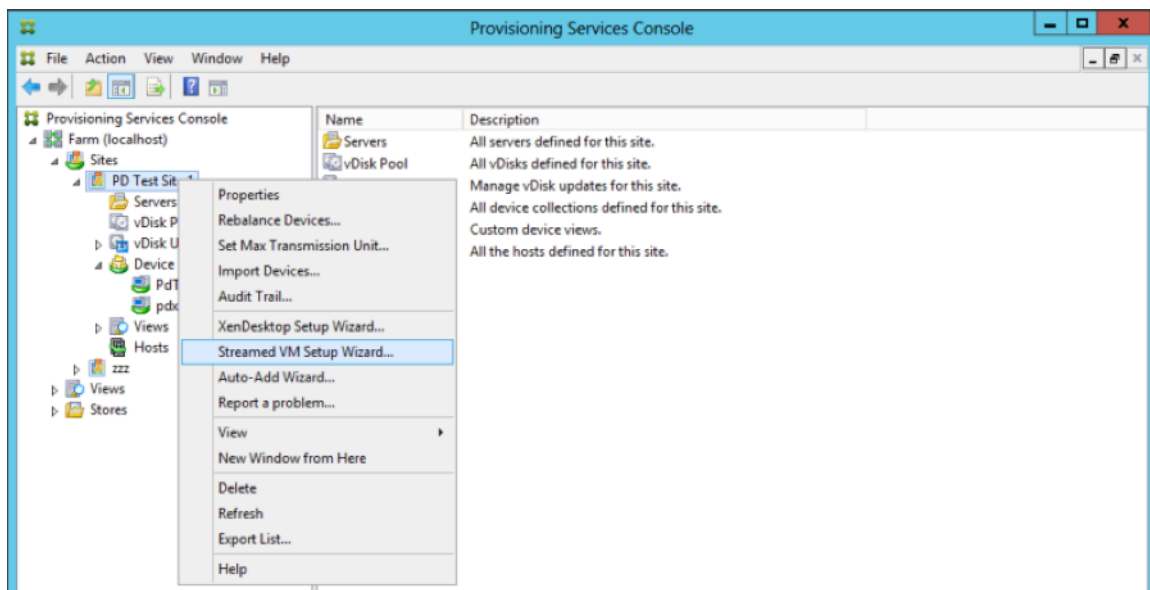 Provisioning Services Console
File Action View Window Help
Provisioning Services Console
Farm (localhost)
Sites
PD Test Site 1
Servers
vDisk P
vDisk U
Device
PdT
pdx
Views
Hosts
zzz
Views
Stores
Name Description
Servers All servers defined for this site.
vDisk Pool All vDisks defined for this site.
Manage vDisk updates for this site.
All device collections defined for this site.
Custom device views.
All the hosts defined for this site.
Properties
Rebalance Devices...
Set Max Transmission Unit...
Import Devices...
Audit Trail...
XenDesktop Setup Wizard...
Streamed VM Setup Wizard...
Auto-Add Wizard...
Report a problem...
View
New Window from Here
Delete
Refresh
Export List...
Help